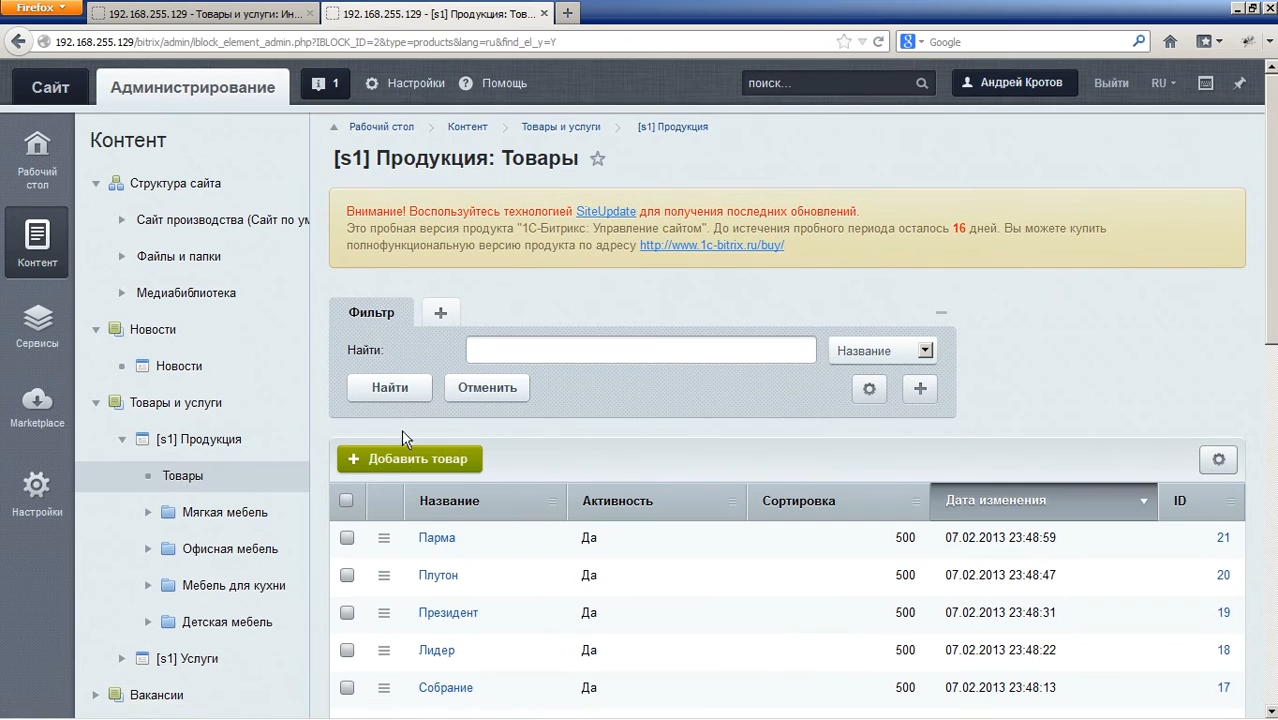 Firefox
192.168.255.129 - Товары и услуги: Ин...
192.168.255.129 - [s1] Продукция: Тов...
192.168.255.129/bitrix/admin/iblock_element_admin.php?IBLOCK_ID=2&type=products&lang=ru&find_el_y=Y
Google
Сайт
Администрирование
1
Настройки
Помощь
поиск...
Андрей Кротов
Выйти
RU
Рабочий стол
Контент
Сервисы
Marketplace
Настройки
Контент
Структура сайта
Сайт производства (Сайт по ум
Файлы и папки
Медиабиблиотека
Новости
Новости
Товары и услуги
[s1] Продукция
Товары
Мягкая мебель
Офисная мебель
Мебель для кухни
Детская мебель
[s1] Услуги
Вакансии
Рабочий стол Контент Товары и услуги [s1] Продукция
[s1] Продукция: Товары
Внимание! Воспользуйтесь технологией SiteUpdate для получения последних обновлений.
Это пробная версия продукта "1С-Битрикс: Управление сайтом". До истечения пробного периода осталось 16 дней. Вы можете купить
полнофункциональную версию продукта по адресу http://www.1c-bitrix.ru/buy/
Фильтр
Найти:
Название
Найти
Отменить
Добавить товар
Название Активность Сортировка Дата изменения ID
Парма Да 500 07.02.2013 23:48:59 21
Плутон Да 500 07.02.2013 23:48:47 20
Президент Да 500 07.02.2013 23:48:31 19
Лидер Да 500 07.02.2013 23:48:22 18
Собрание Да 500 07.02.2013 23:48:13 17